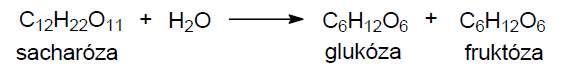 C₁₂H₂₂O₁₁ + H₂O ⟶ C₆H₁₂O₆ + C₆H₁₂O₆
sacharóza glukóza fruktóza